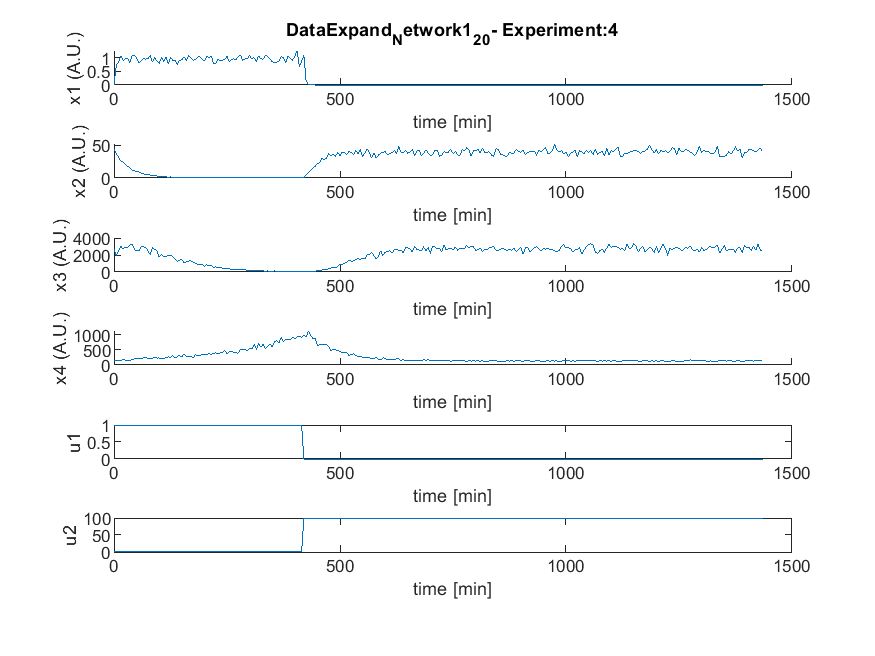 DataExpand_Network1_20- Experiment:4
x1 (A.U.)
1
0.5
0
0 500 1000 1500
time [min]
x2 (A.U.)
50
0
0 500 1000 1500
time [min]
x3 (A.U.)
4000
2000
0
0 500 1000 1500
time [min]
x4 (A.U.)
1000
500
0
0 500 1000 1500
time [min]
u1
1
0.5
0
0 500 1000 1500
time [min]
u2
100
50
0
0 500 1000 1500
time [min]